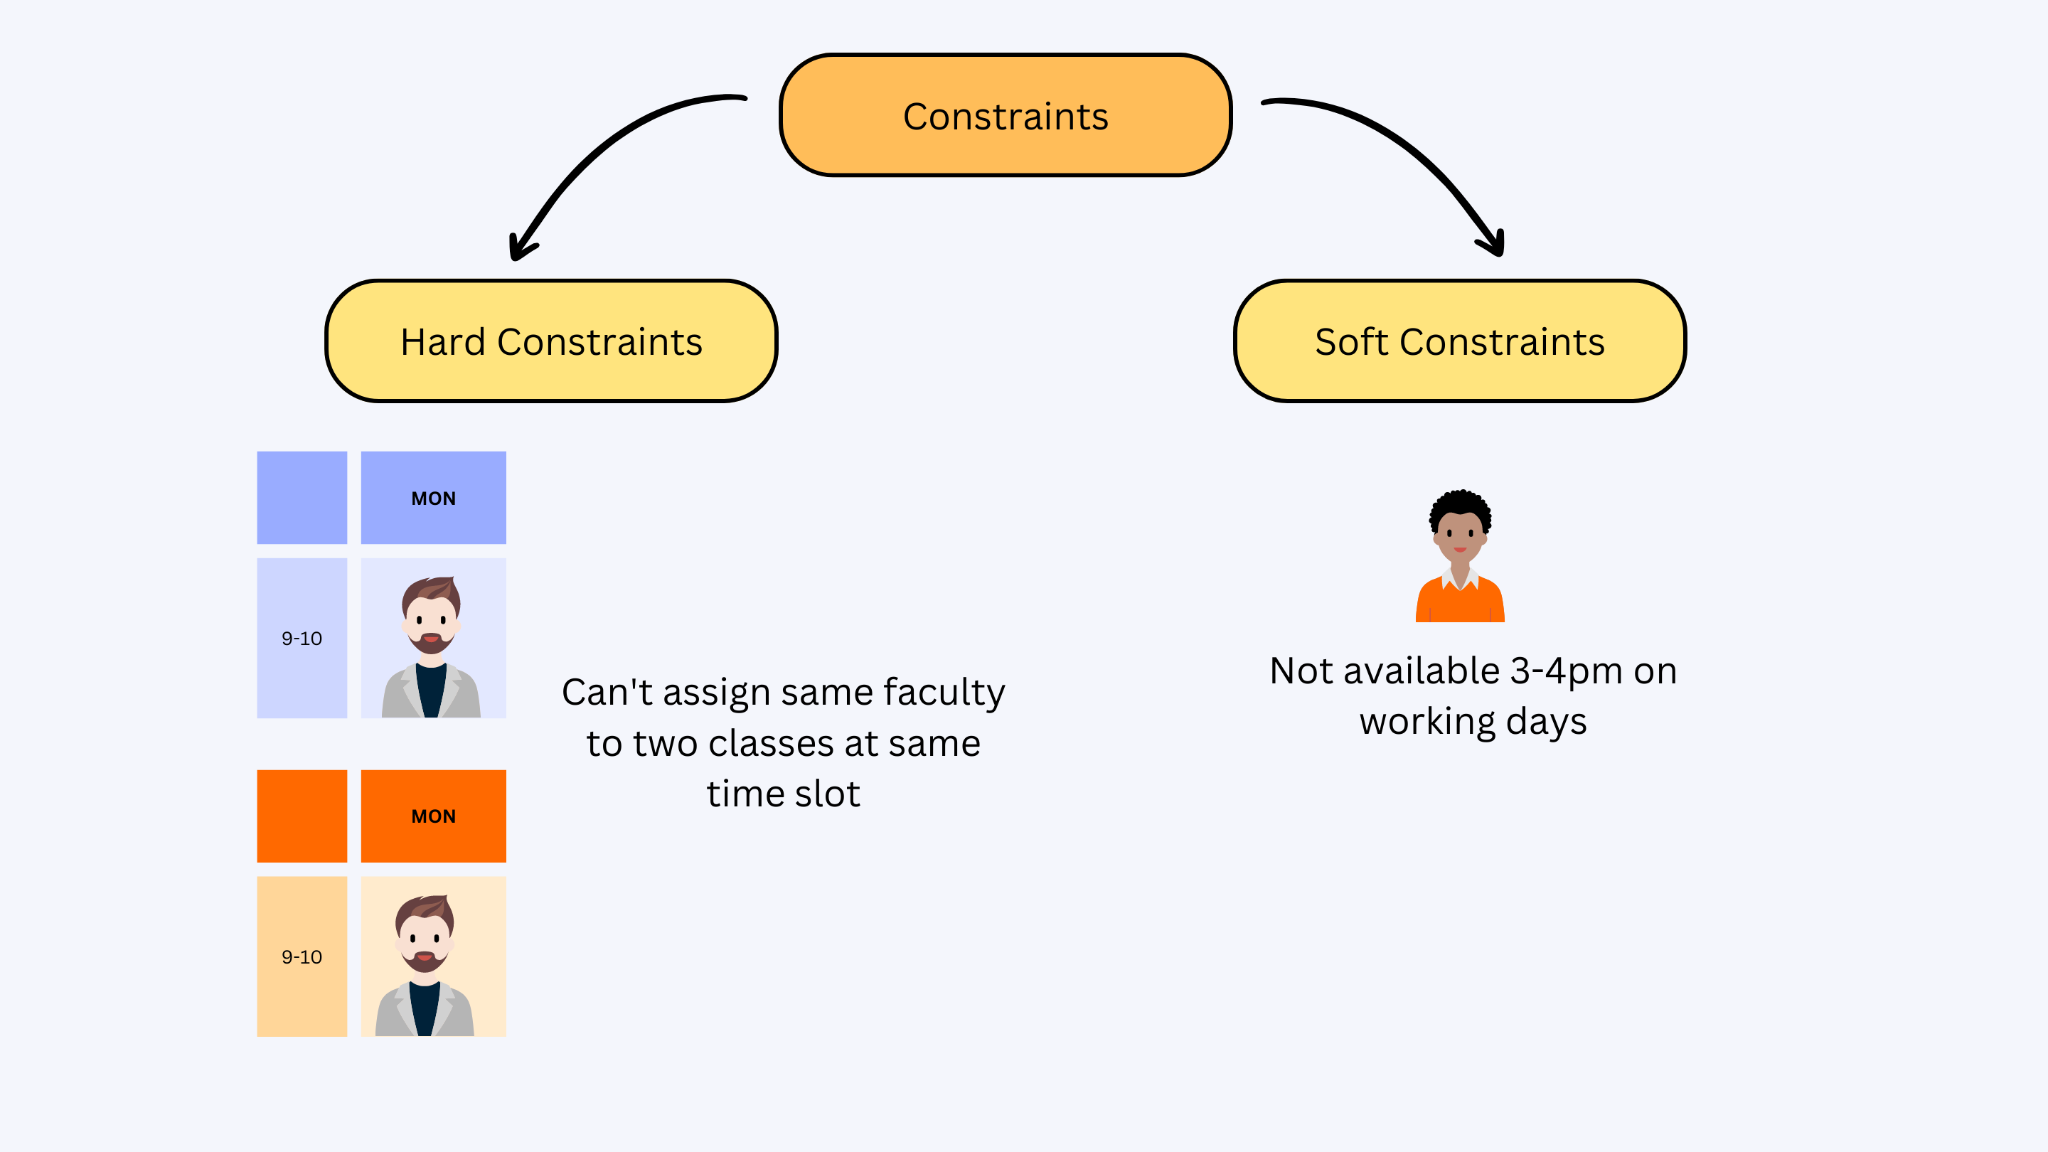 Constraints
Hard Constraints
Soft Constraints
MON
9-10
Can't assign same faculty
to two classes at same
time slot
MON
9-10
Not available 3-4pm on
working days